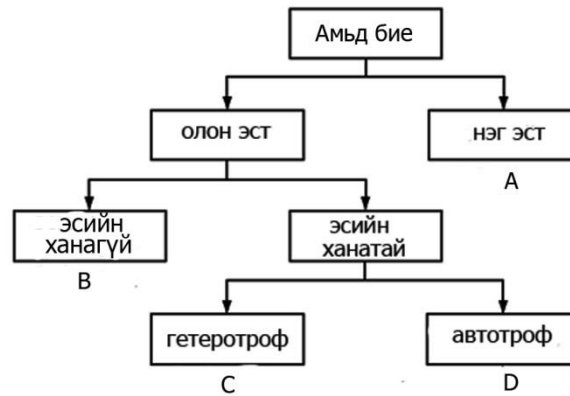 Амьд бие
олон эст
нэг эст
A
эсийн
ханагүй
B
эсийн
ханатай
гетеротроф
C
автотроф
D